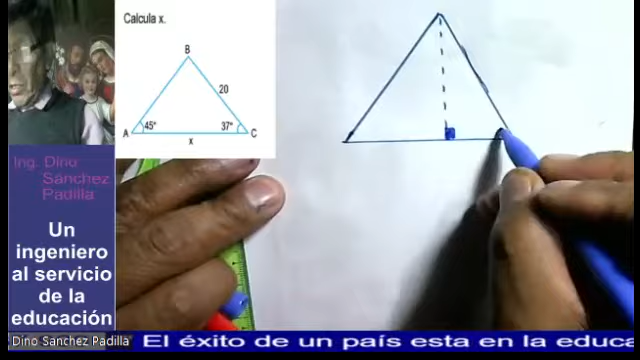 Calcula x.
B
20
A
45°
37°
C
x
Ing. Dino
Sánchez
Padilla
Un
ingeniero
al servicio
de la
educación
Dino Sanchez Padilla
El éxito de un país esta en la educa